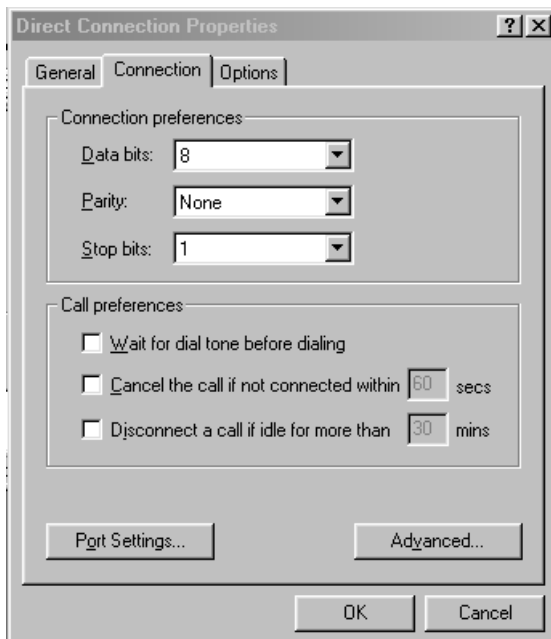 Direct Connection Properties ? X
General Connection Options
Connection preferences
Data bits: 8
Parity: None
Stop bits: 1
Call preferences
Wait for dial tone before dialing
Cancel the call if not connected within 60 secs
Disconnect a call if idle for more than 30 mins
Port Settings... Advanced...
OK Cancel